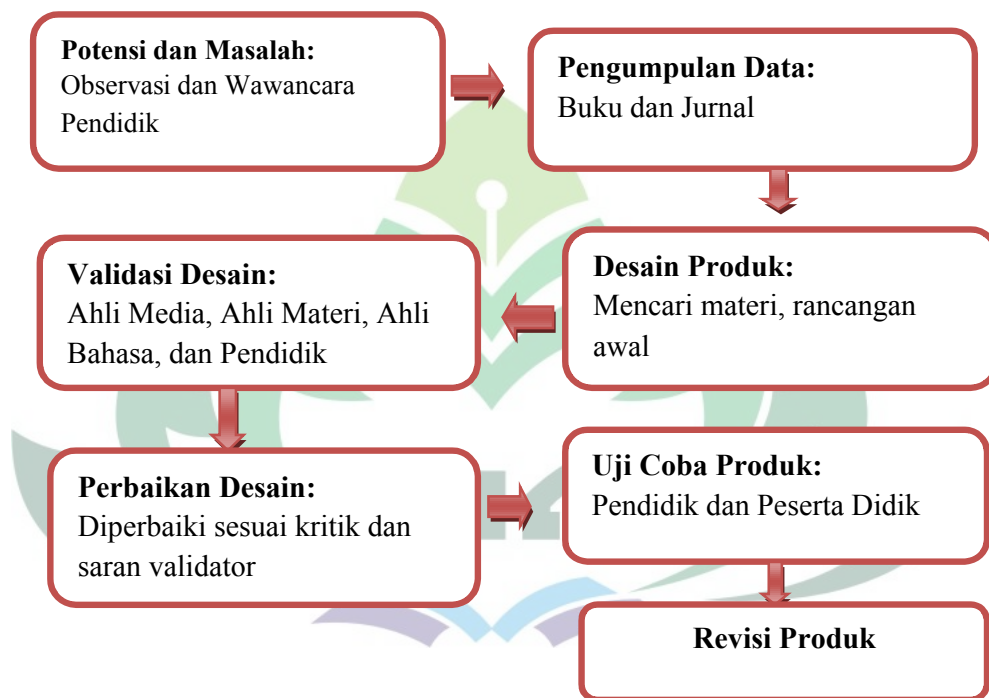 Potensi dan Masalah:
Observasi dan Wawancara
Pendidik
Pengumpulan Data:
Buku dan Jurnal
Desain Produk:
Mencari materi, rancangan
awal
Validasi Desain:
Ahli Media, Ahli Materi, Ahli
Bahasa, dan Pendidik
Perbaikan Desain:
Diperbaiki sesuai kritik dan
saran validator
Uji Coba Produk:
Pendidik dan Peserta Didik
Revisi Produk